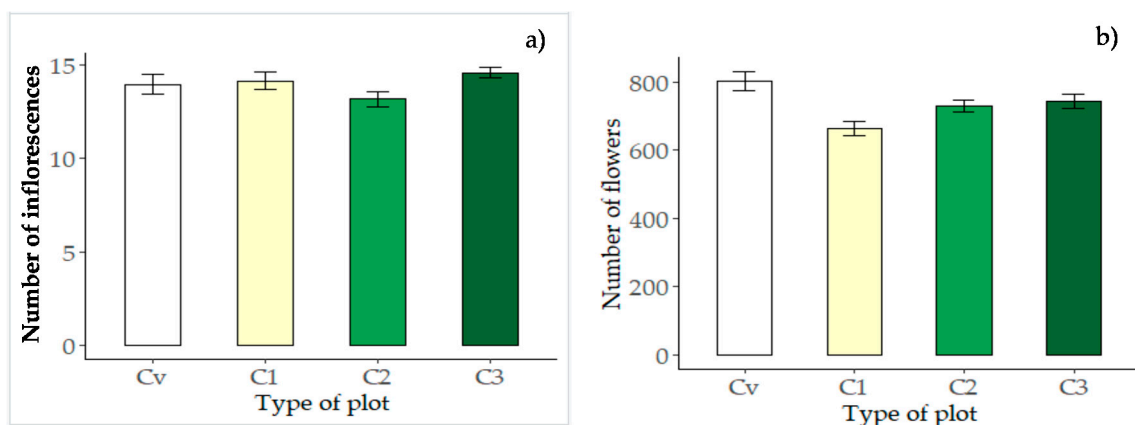 a)
Number of inflorescences
15
10
5
0
Cv C1 C2 C3
Type of plot
b)
Number of flowers
800
600
400
200
0
Cv C1 C2 C3
Type of plot